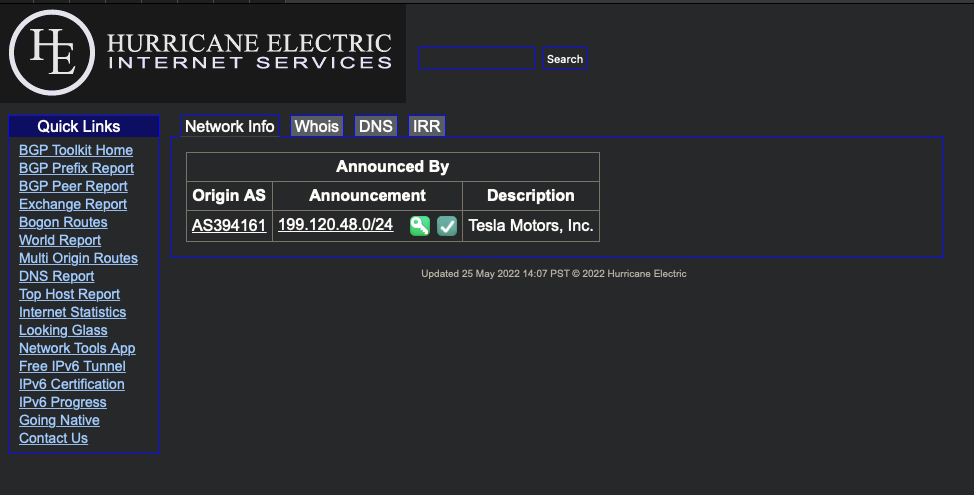 HE HURRICANE ELECTRIC
INTERNET SERVICES
Search
Quick Links
BGP Toolkit Home
BGP Prefix Report
BGP Peer Report
Exchange Report
Bogon Routes
World Report
Multi Origin Routes
DNS Report
Top Host Report
Internet Statistics
Looking Glass
Network Tools App
Free IPv6 Tunnel
IPv6 Certification
IPv6 Progress
Going Native
Contact Us
Network Info Whois DNS IRR
Announced By
Origin AS Announcement Description
AS394161 199.120.48.0/24 Tesla Motors, Inc.
Updated 25 May 2022 14:07 PST © 2022 Hurricane Electric